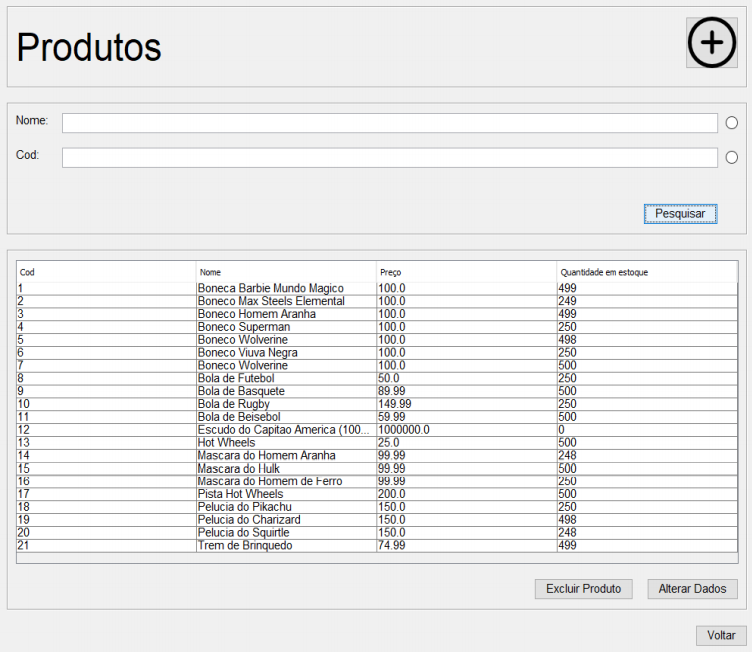 Produtos
Nome:
Cod:
Pesquisar
Cod Nome Preço Quantidade em estoque
1 Boneca Barbie Mundo Magico 100.0 499
2 Boneco Max Steels Elemental 100.0 249
3 Boneco Homem Aranha 100.0 499
4 Boneco Superman 100.0 250
5 Boneco Wolverine 100.0 498
6 Boneco Viuva Negra 100.0 250
7 Boneco Wolverine 100.0 500
8 Bola de Futebol 50.0 250
9 Bola de Basquete 89.99 500
10 Bola de Rugby 149.99 250
11 Bola de Beisebol 59.99 500
12 Escudo do Capitao America (100... 1000000.0 0
13 Hot Wheels 25.0 500
14 Mascara do Homem Aranha 99.99 248
15 Mascara do Hulk 99.99 500
16 Mascara do Homem de Ferro 99.99 250
17 Pista Hot Wheels 200.0 500
18 Pelucia do Pikachu 150.0 250
19 Pelucia do Charizard 150.0 498
20 Pelucia do Squirtle 150.0 248
21 Trem de Brinquedo 74.99 499
Excluir Produto Alterar Dados
Voltar